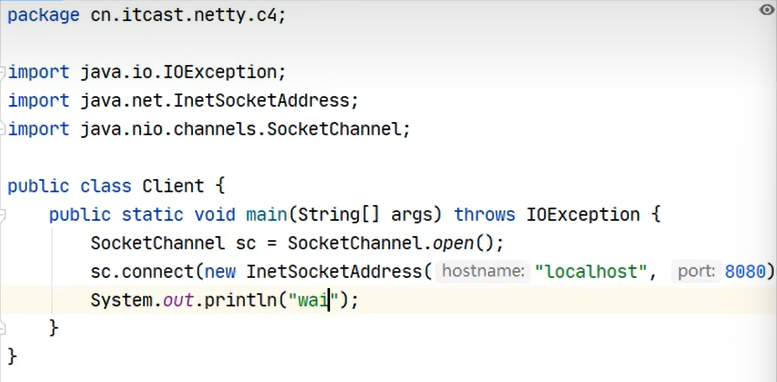 package cn.itcast.netty.c4;
import java.io.IOException;
import java.net.InetSocketAddress;
import java.nio.channels.SocketChannel;
public class Client {
public static void main(String[] args) throws IOException {
SocketChannel sc = SocketChannel.open();
sc.connect(new InetSocketAddress( hostname: "localhost", port: 8080)
System.out.println("wai");
}
}